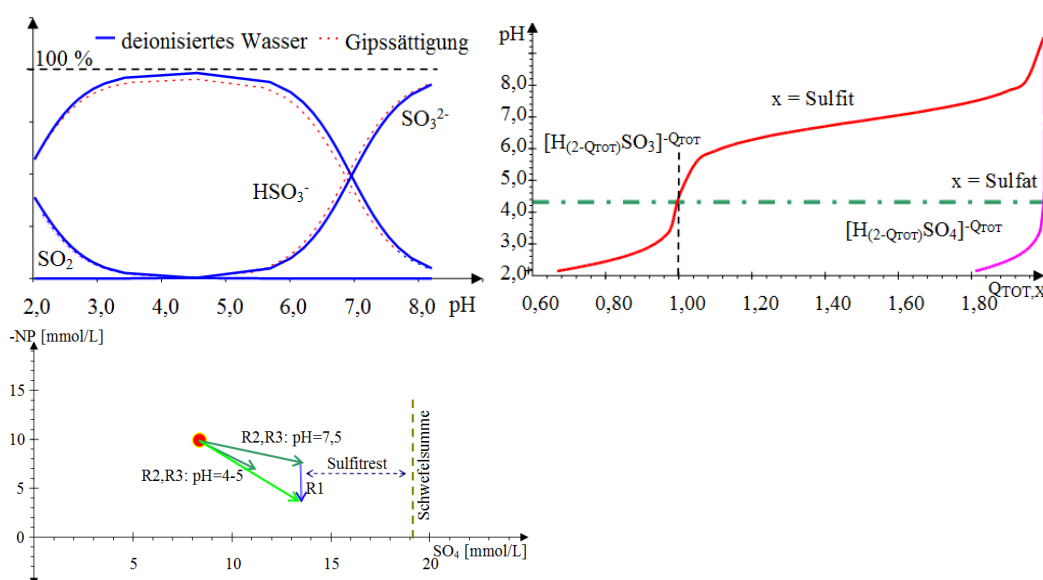 deionisiertes Wasser Gipssättigung
100 %
SO₃²⁻
HSO₃⁻
SO₂
2,0 3,0 4,0 5,0 6,0 7,0 8,0 pH
pH
8,0
7,0
6,0
5,0
4,0
3,0
2,0
x = Sulfit
[H(2-QTOT)SO₃]-QTOT
x = Sulfat
[H(2-QTOT)SO₄]-QTOT
0,60 1,00 1,20 1,40 1,60 1,80 QTOT,X
-NP [mmol/L]
15
10
5
0
R2,R3: pH=7,5
R2,R3: pH=4-5
Sulfitrest
R1
Schwefelsumme
5 10 15 20
SO₄ [mmol/L]